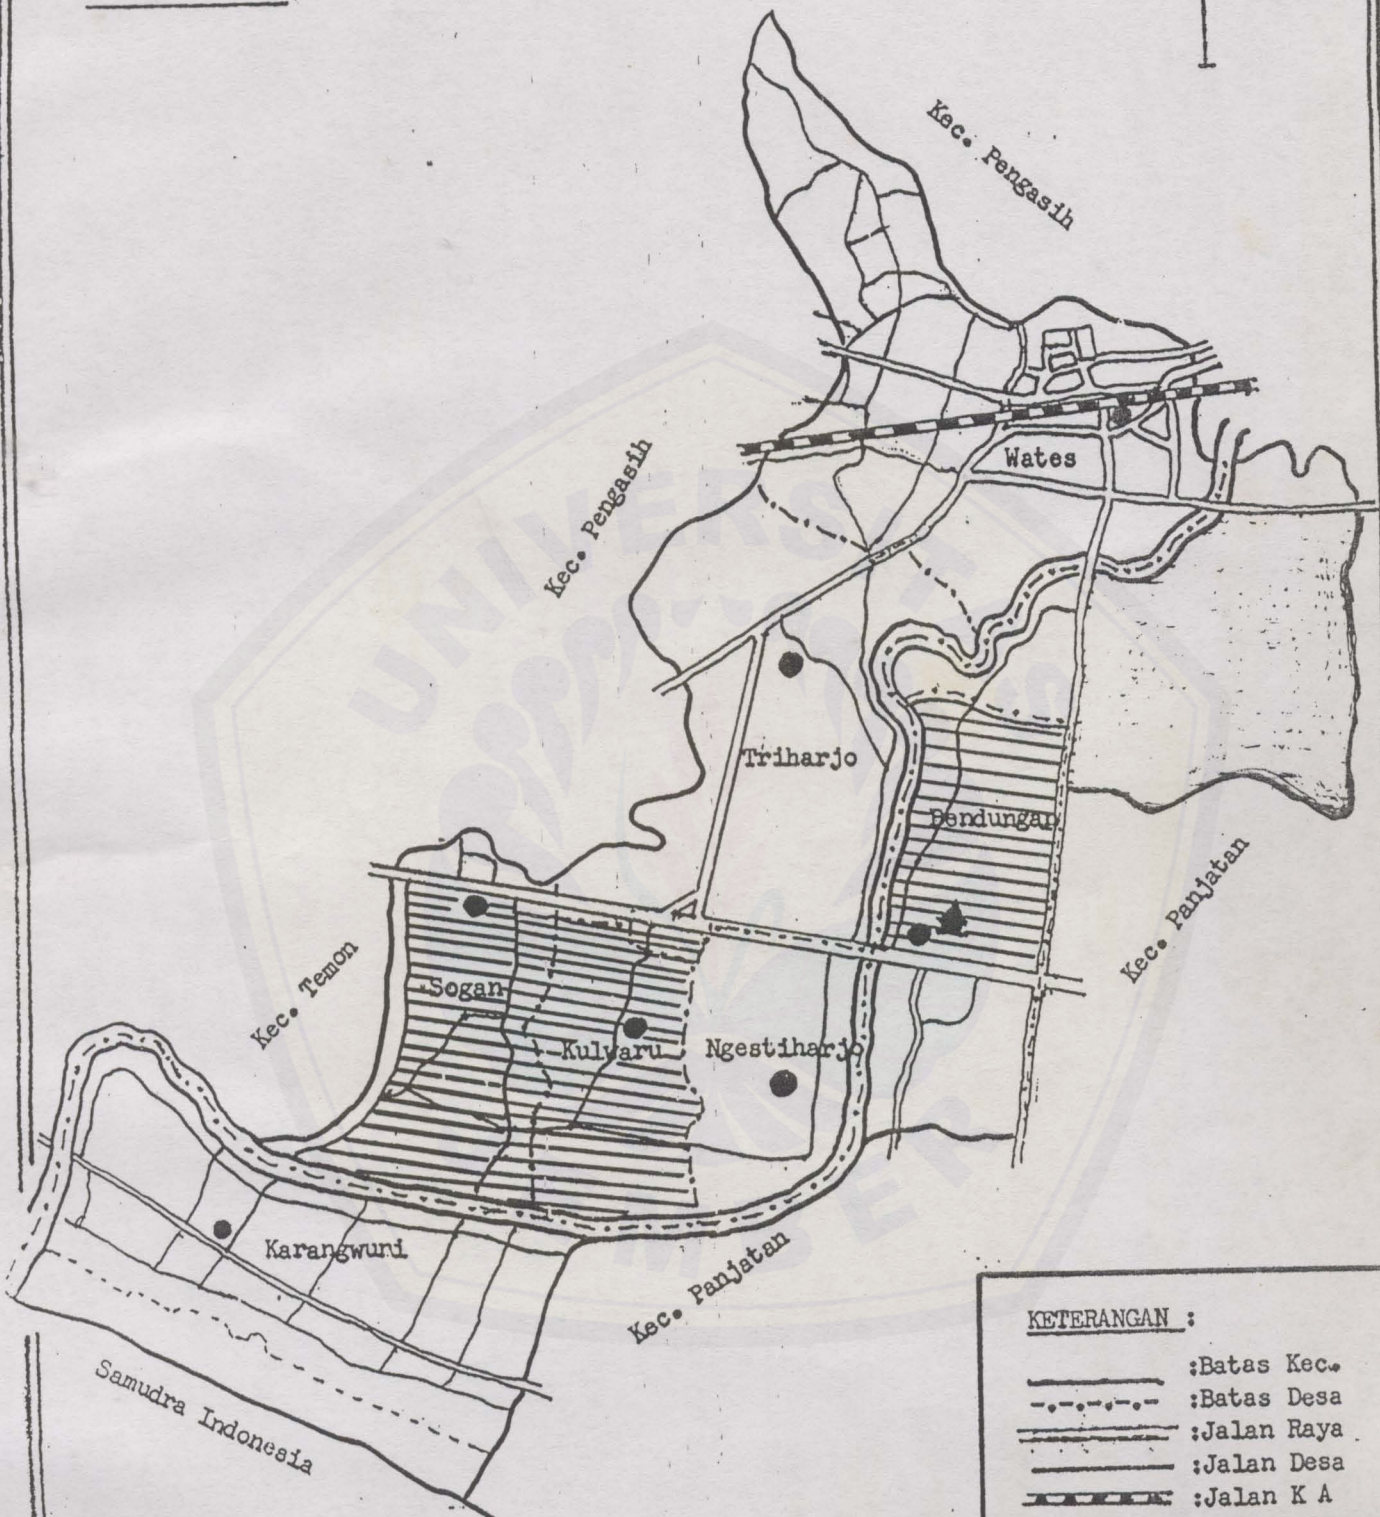 Kec. Pengasih
Wates
Kec. Pengasih
Triharjo
Bendungan
Kec. Panjatan
Kec. Temon
Sogan
Kulwaru
Ngestiharjo
Karangwuni
Kec. Panjatan
Samudra Indonesia
KETERANGAN :
:Batas Kec.
:Batas Desa
:Jalan Raya
:Jalan Desa
:Jalan K A